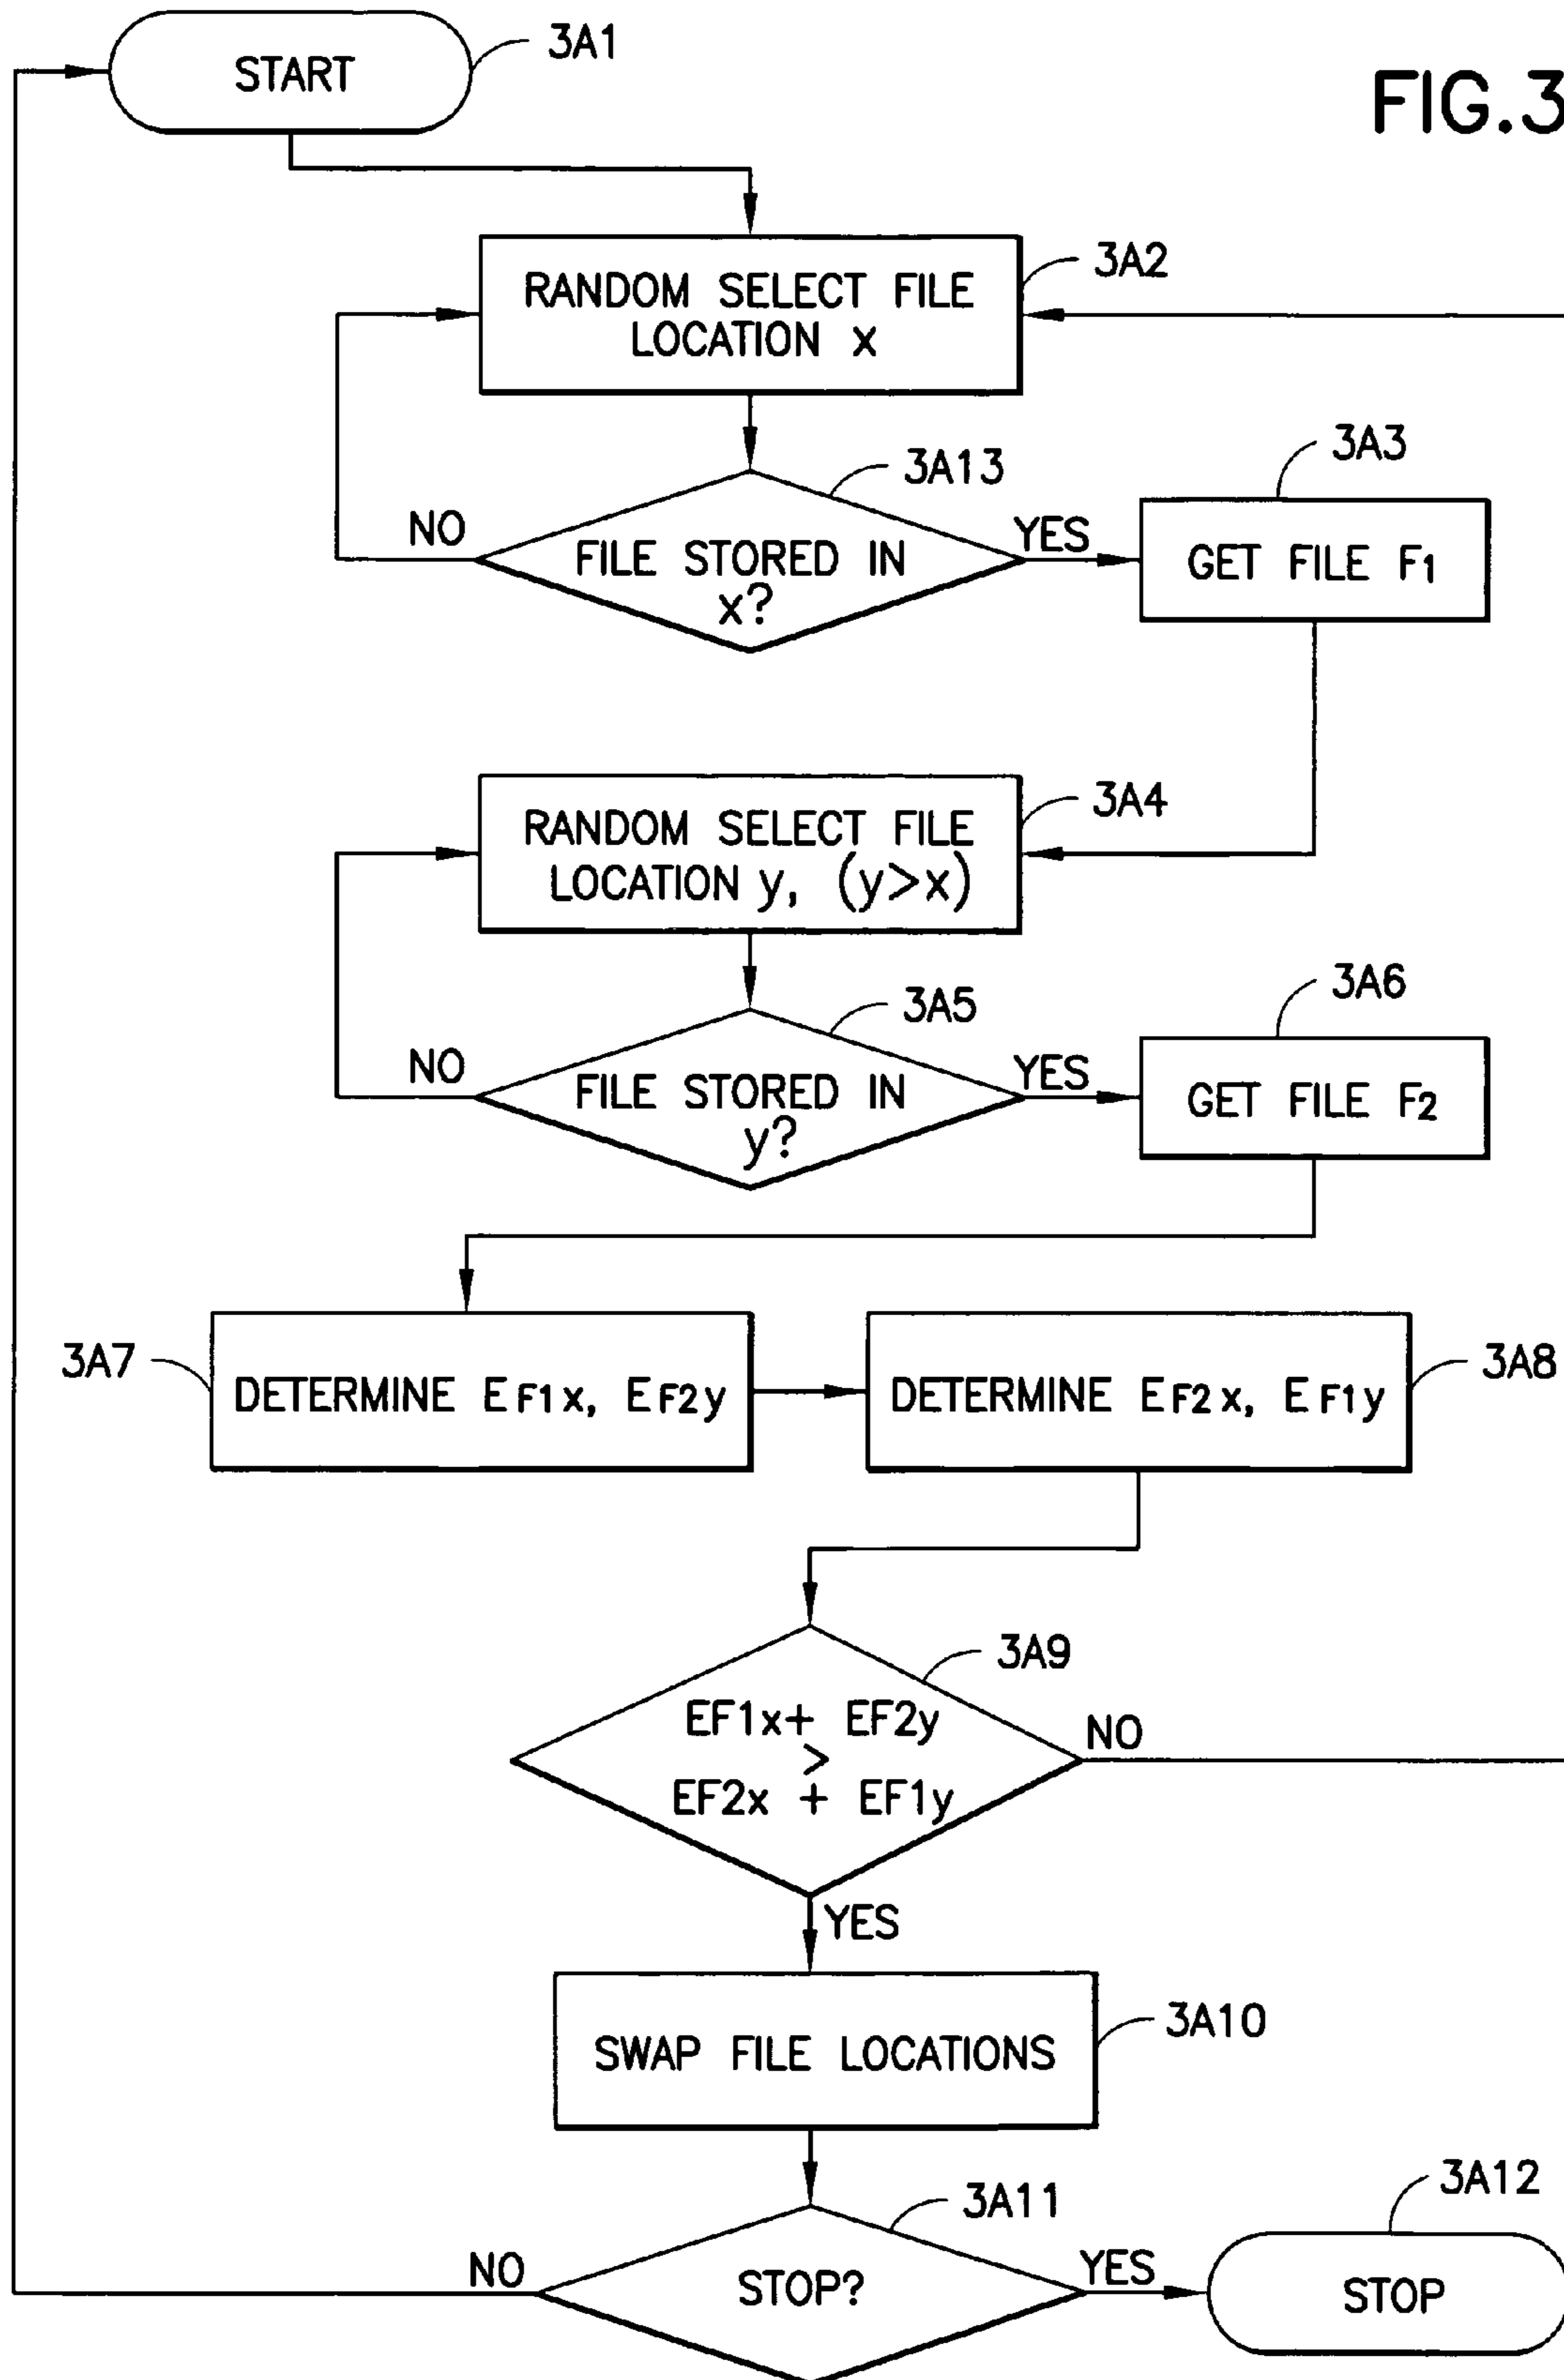 START
3A1
FIG.3
RANDOM SELECT FILE
LOCATION x
3A2
3A13
NO
FILE STORED IN
x?
YES
3A3
GET FILE F1
RANDOM SELECT FILE
LOCATION y, (y>x)
3A4
3A5
NO
FILE STORED IN
y?
YES
3A6
GET FILE F2
3A7
DETERMINE EF1x, EF2y
DETERMINE EF2x, EF1y
3A8
3A9
EF1x+ EF2y
>
EF2x + EF1y
NO
YES
SWAP FILE LOCATIONS
3A10
3A11
NO
STOP?
YES
3A12
STOP